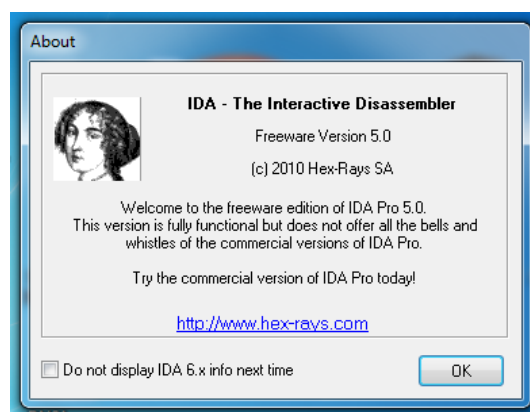 About
IDA - The Interactive Disassembler
Freeware Version 5.0
(c) 2010 Hex-Rays SA
Welcome to the freeware edition of IDA Pro 5.0.
This version is fully functional but does not offer all the bells and
whistles of the commercial versions of IDA Pro.
Try the commercial version of IDA Pro today!
http://www.hex-rays.com
Do not display IDA 6.x info next time
OK